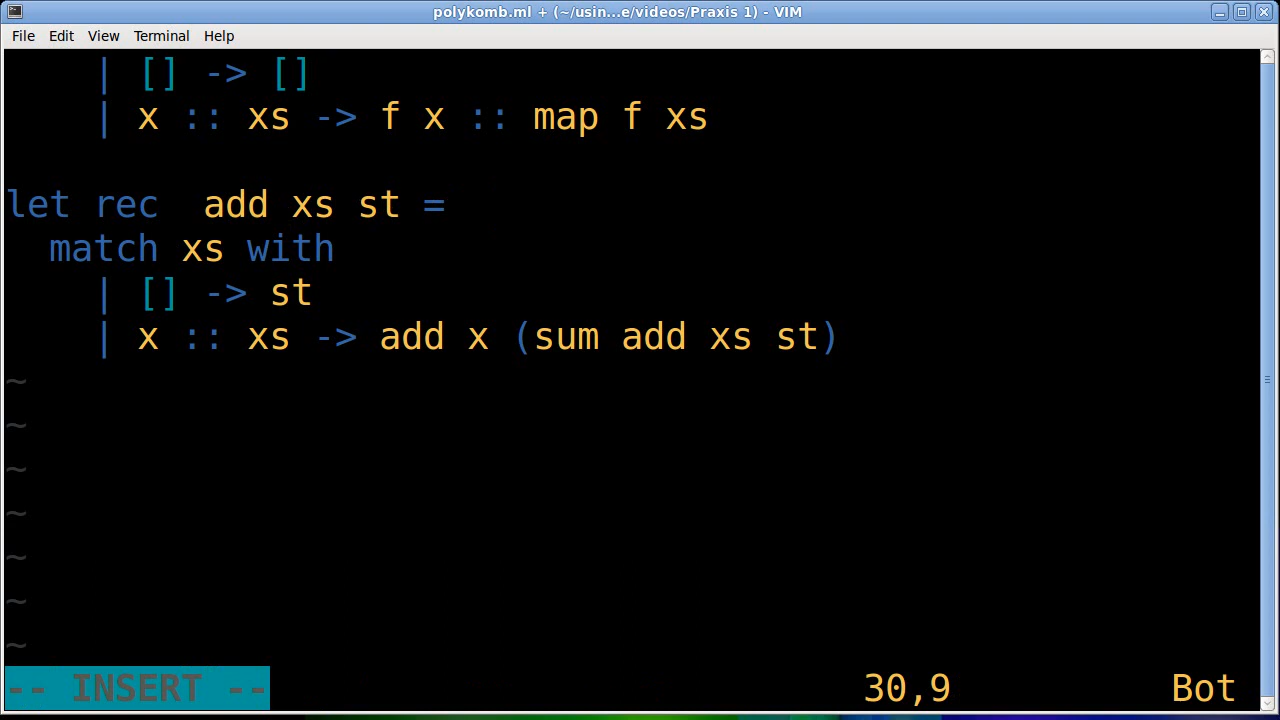 polykomb.ml + (~/usin...e/videos/Praxis 1) - VIM
File Edit View Terminal Help
| [] -> []
| x :: xs -> f x :: map f xs
let rec  add xs st =
match xs with
| [] -> st
| x :: xs -> add x (sum add xs st)
~
~
~
~
~
~
~
-- INSERT -- 30,9 Bot